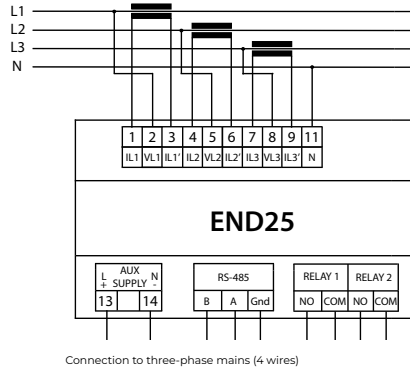 L1
L2
L3
N
1 2 3 4 5 6 7 8 9 11
IL1 VL1 IL1' IL2 VL2 IL2' IL3 VL3 IL3' N
END25
L + AUX SUPPLY N -
13 14
RS-485
B A Gnd
RELAY 1 RELAY 2
NO COM NO COM
Connection to three-phase mains (4 wires)